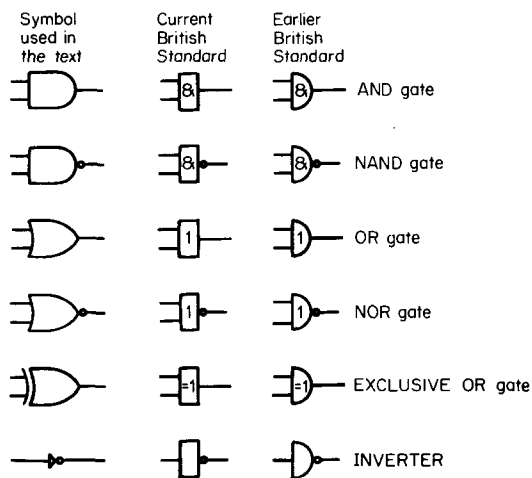 Symbol
used in
the text
Current
British
Standard
Earlier
British
Standard
& & AND gate
& & NAND gate
1 1 OR gate
1 1 NOR gate
=1 =1 EXCLUSIVE OR gate
INVERTER